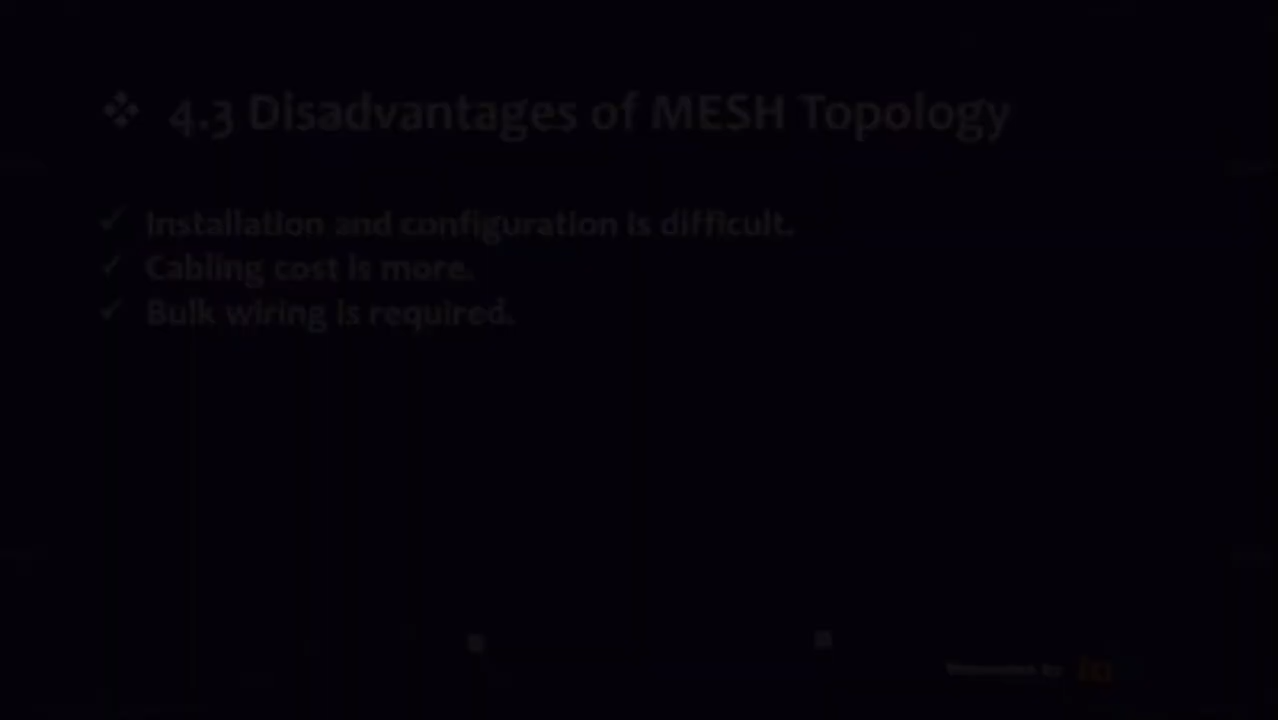 ❖ 4.3 Disadvantages of MESH Topology
✓ Installation and configuration is difficult.
✓ Cabling cost is more.
✓ Bulk wiring is required.